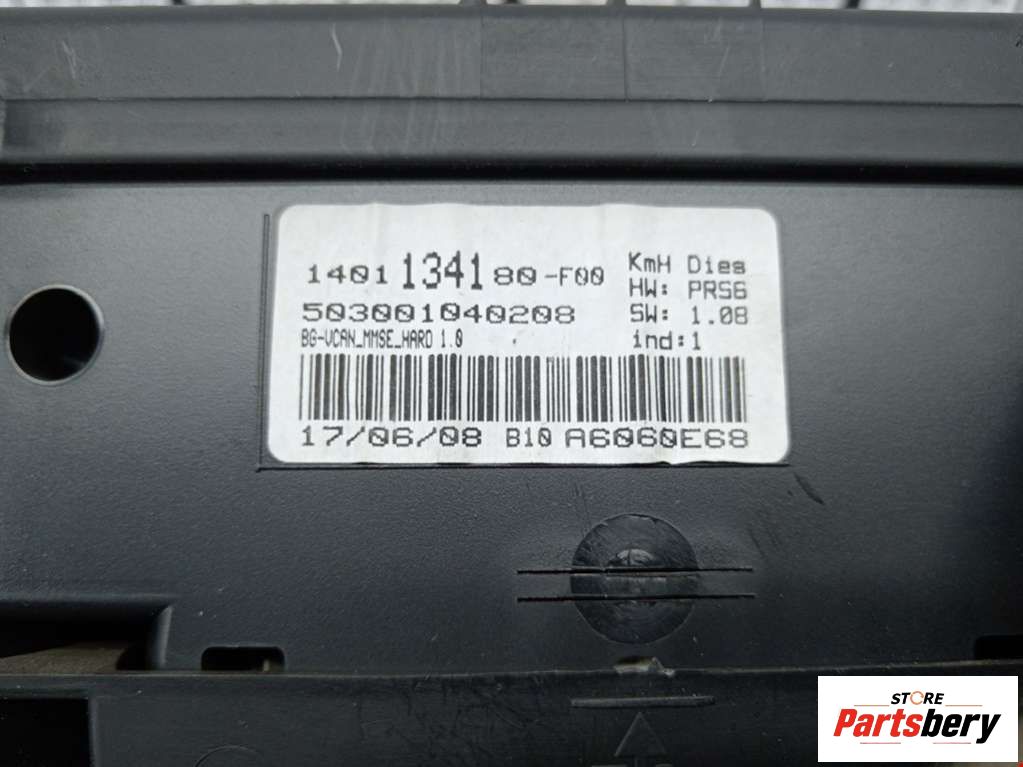 1401134180-F00
503001040208
BG-VCAN_MMSE_HARD 1.0
KmH Dies
HW: PRS6
SW: 1.08
ind:1
17/06/08 B10 A6060E68
STORE
Partsbery